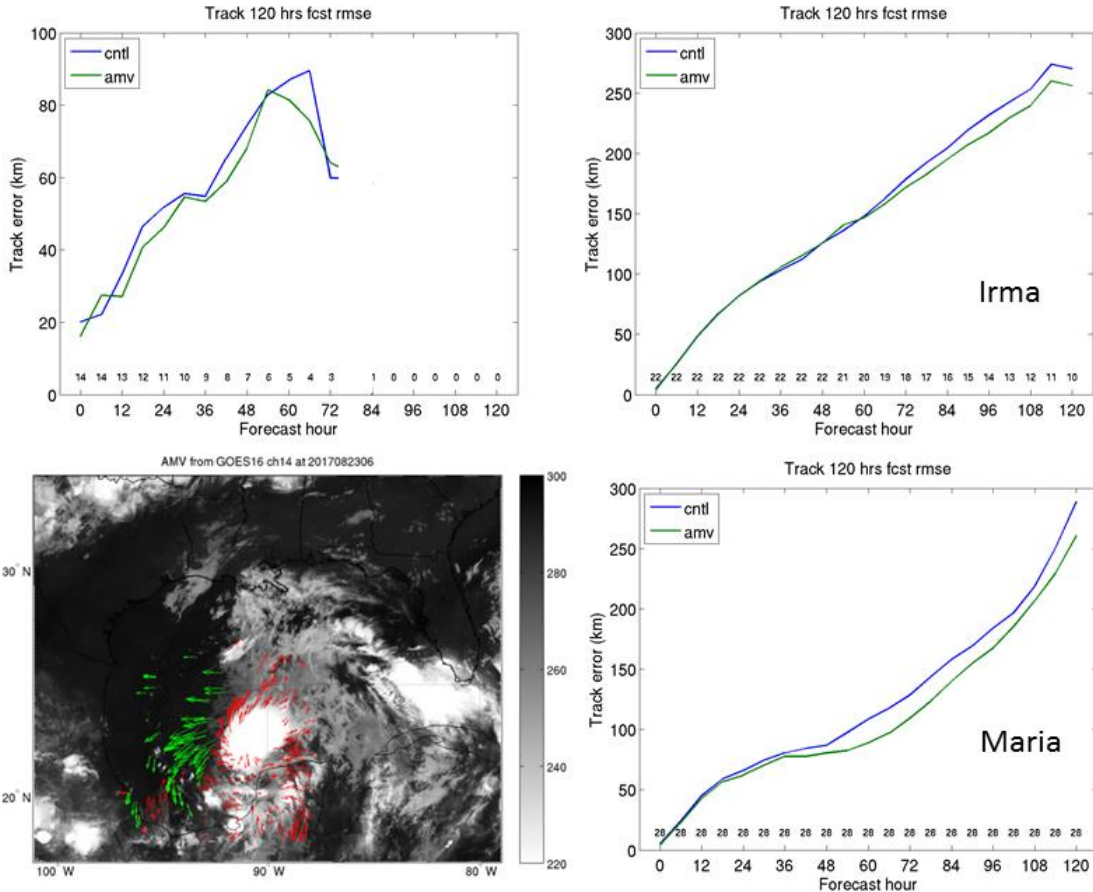 Track 120 hrs fcst rmse
cntl
amv
Track error (km)
100
80
60
40
20
0
14 14 13 12 11 10 9 8 7 6 5 4 3 1 0 0 0 0 0 0
0 12 24 36 48 60 72 84 96 108 120
Forecast hour
Track 120 hrs fcst rmse
cntl
amv
Track error (km)
300
250
200
150
100
50
0
Irma
22 22 22 22 22 22 22 22 22 21 20 19 18 17 16 15 14 13 12 11 10
0 12 24 36 48 60 72 84 96 108 120
Forecast hour
AMV from GOES16 ch14 at 2017082306
30° N
20° N
100 °W
90 °W
80 °W
300
280
260
240
220
Track 120 hrs fcst rmse
cntl
amv
Track error (km)
300
250
200
150
100
50
0
Maria
28 28 28 28 28 28 28 28 28 28 28 28 28 28 28 28 28 28 28 28 28
0 12 24 36 48 60 72 84 96 108 120
Forecast hour